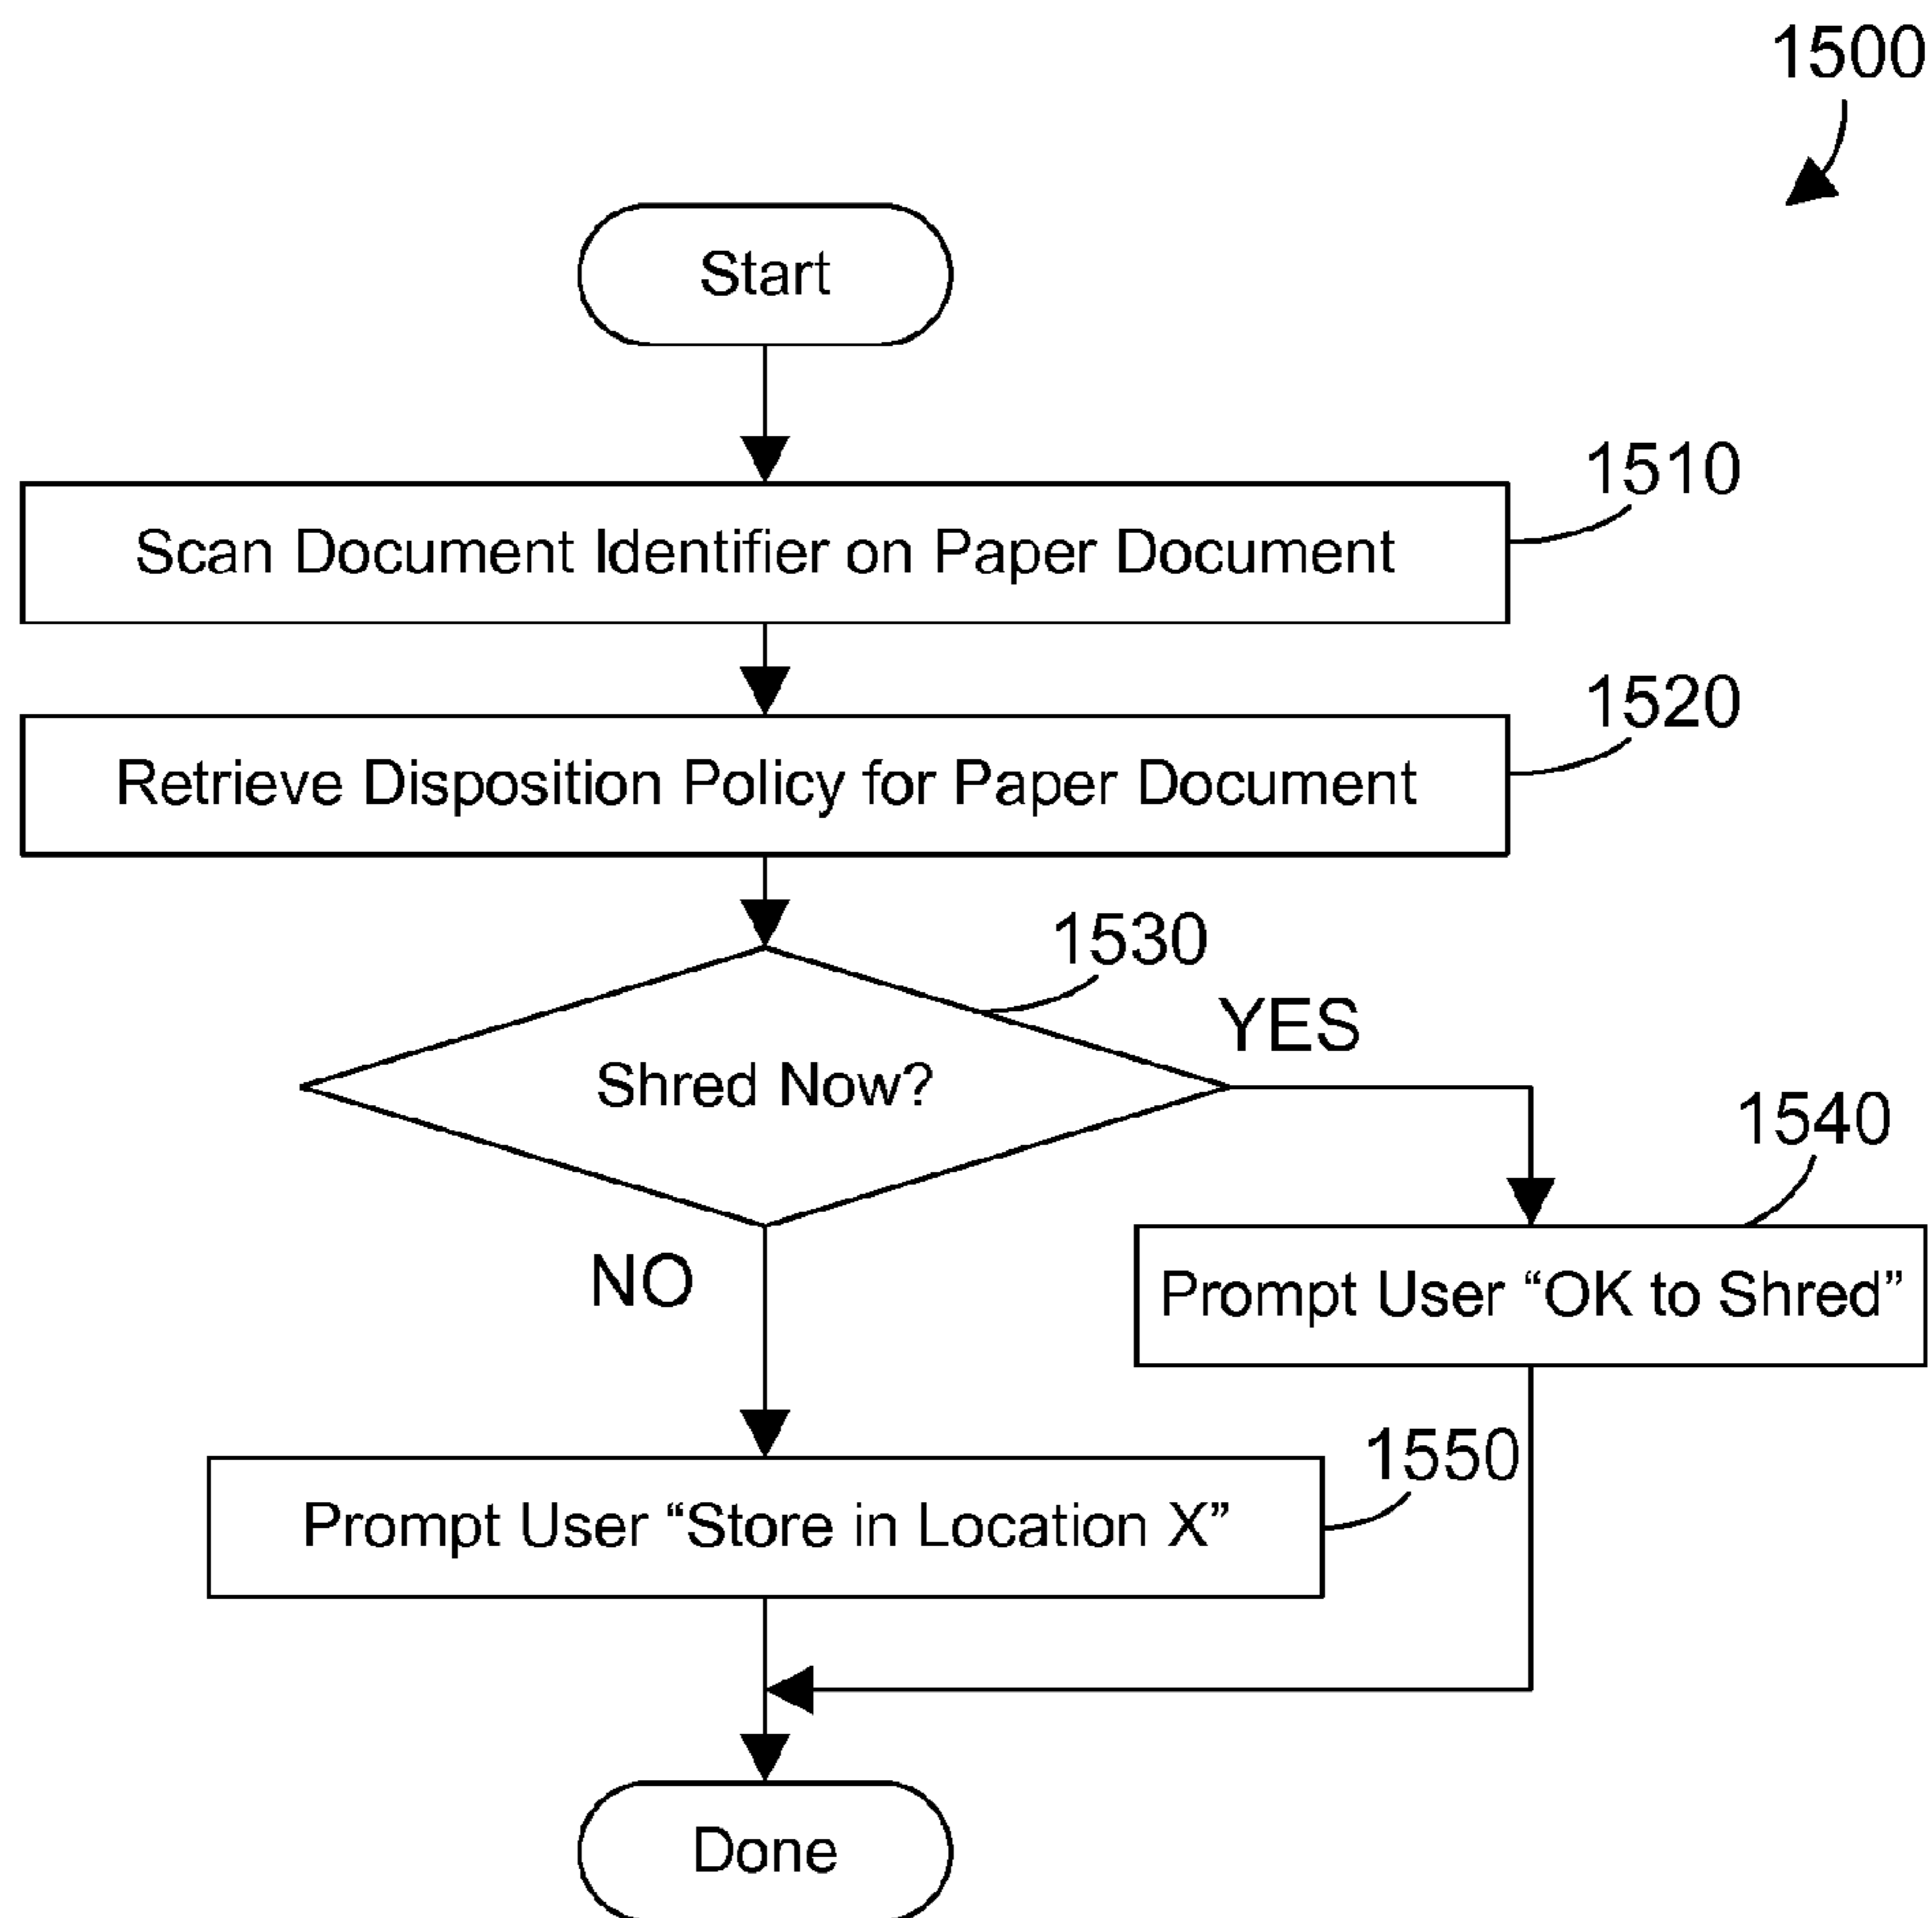 1500
Start
1510
Scan Document Identifier on Paper Document
1520
Retrieve Disposition Policy for Paper Document
1530
YES
Shred Now?
1540
NO
Prompt User “OK to Shred”
1550
Prompt User “Store in Location X”
Done